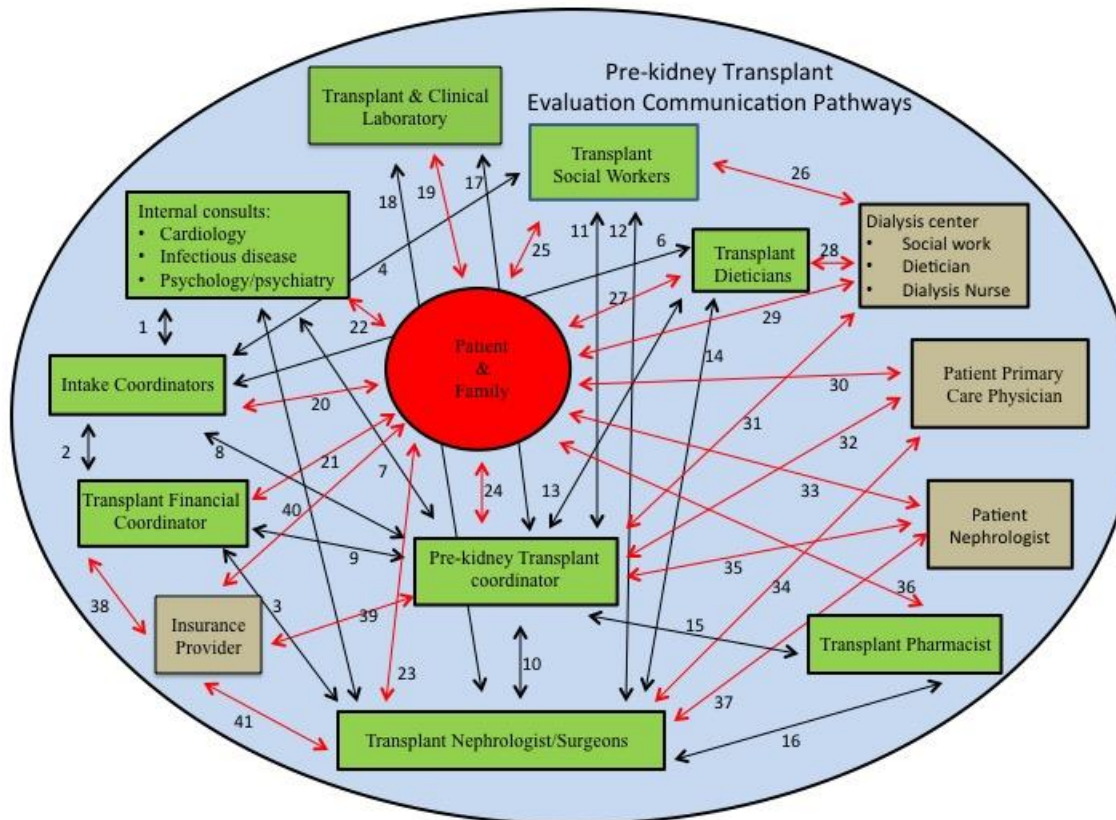 Pre-kidney Transplant
Evaluation Communication Pathways
Transplant & Clinical
Laboratory
Transplant
Social Workers
Internal consults:
• Cardiology
• Infectious disease
• Psychology/psychiatry
Transplant
Dieticians
Dialysis center
• Social work
• Dietician
• Dialysis Nurse
Patient
&
Family
Intake Coordinators
Patient Primary
Care Physician
Transplant Financial
Coordinator
Pre-kidney Transplant
coordinator
Patient
Nephrologist
Insurance
Provider
Transplant Pharmacist
Transplant Nephrologist/Surgeons
18
19
17
26
11
12
6
25
4
28
27
1
22
29
14
20
30
31
2
8
21
7
24
32
13
33
40
9
35
34
36
38
3
39
15
23
10
37
41
16